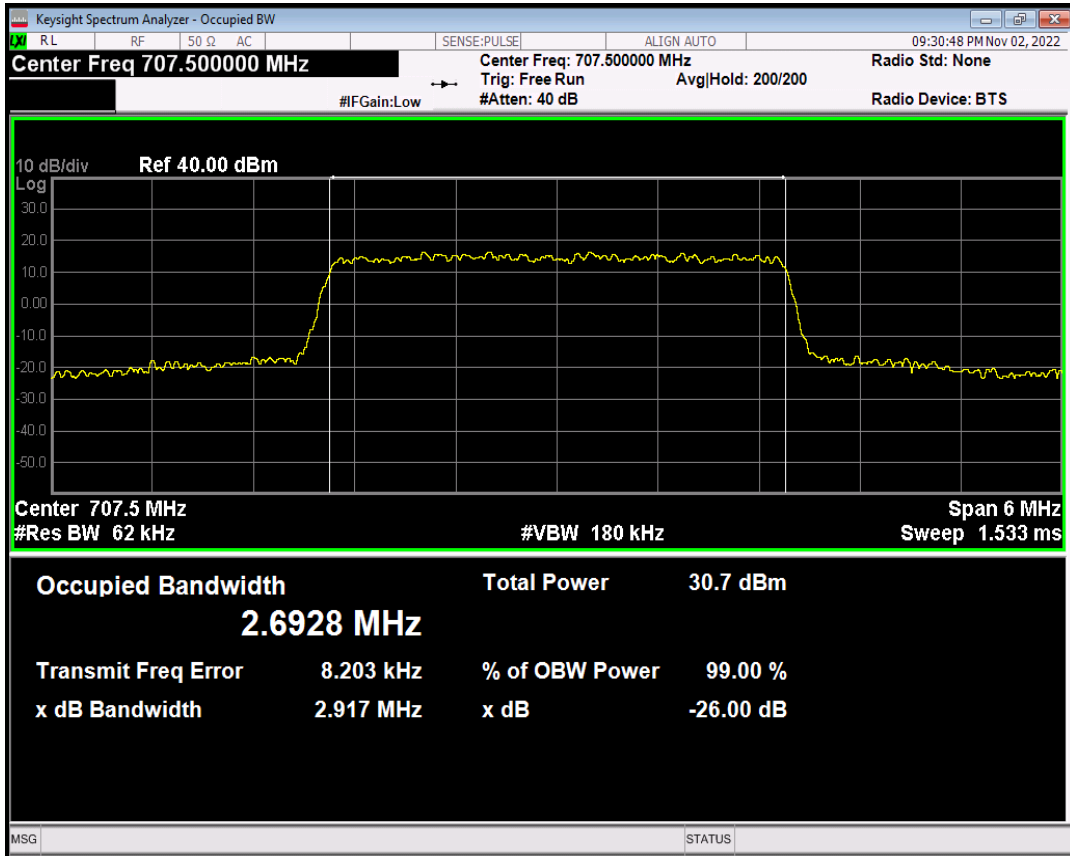 Keysight Spectrum Analyzer - Occupied BW
LXI RL RF 50 Ω AC SENSE:PULSE ALIGN AUTO 09:30:48 PM Nov 02, 2022
Center Freq 707.500000 MHz Center Freq: 707.500000 MHz Radio Std: None
Trig: Free Run Avg|Hold: 200/200
#IFGain:Low #Atten: 40 dB Radio Device: BTS
10 dB/div Ref 40.00 dBm
Log
30.0
20.0
10.0
0.00
-10.0
-20.0
-30.0
-40.0
-50.0
Center 707.5 MHz Span 6 MHz
#Res BW 62 kHz #VBW 180 kHz Sweep 1.533 ms
Occupied Bandwidth Total Power 30.7 dBm
2.6928 MHz
Transmit Freq Error 8.203 kHz % of OBW Power 99.00 %
x dB Bandwidth 2.917 MHz x dB -26.00 dB
MSG STATUS